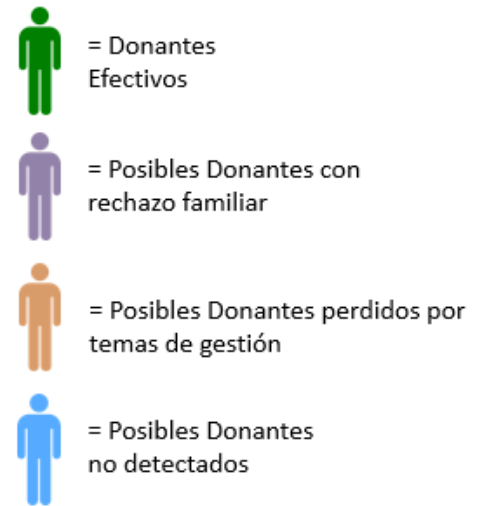 = Donantes
Efectivos
= Posibles Donantes con
rechazo familiar
= Posibles Donantes perdidos por
temas de gestión
= Posibles Donantes
no detectados